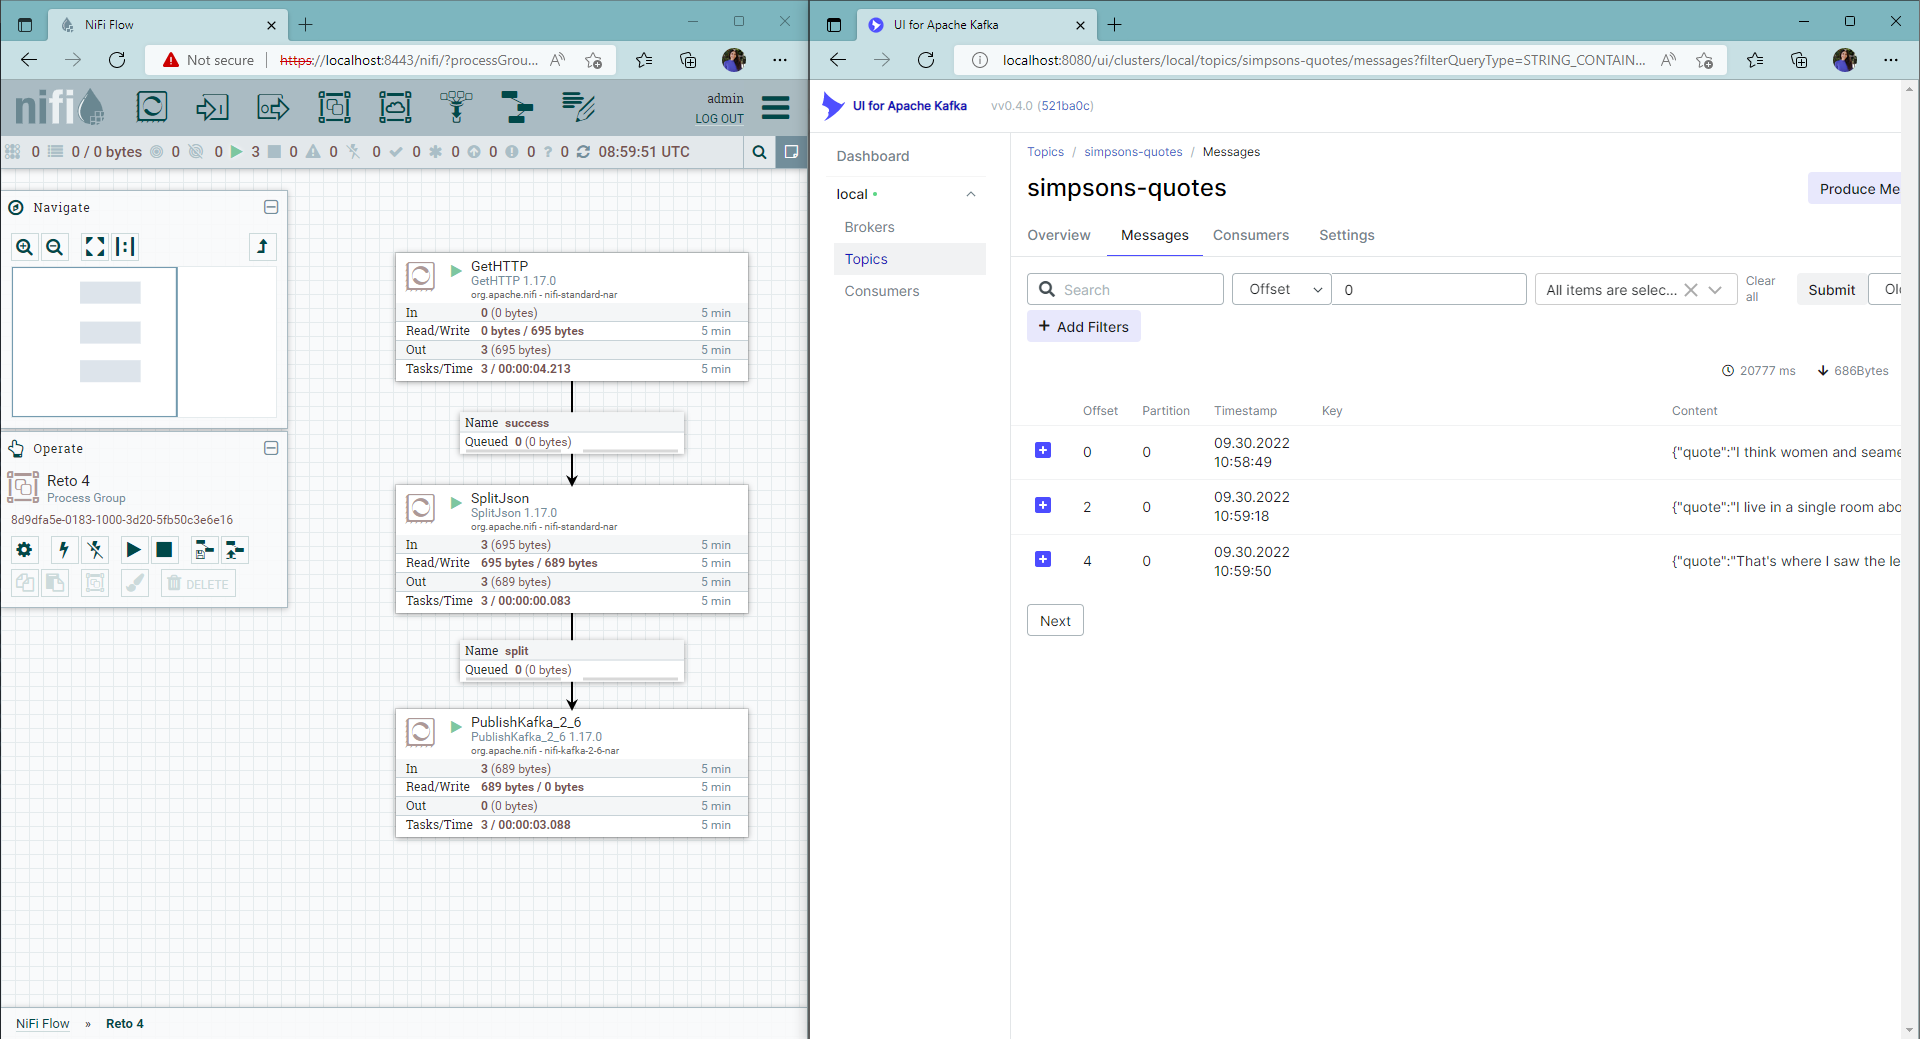 NiFi Flow
Not secure
https://localhost:8443/nifi/?processGrou...
nifi
admin
LOG OUT
0 0 / 0 bytes 0 0 3 0 0 0 0 0 0 0 0 08:59:51 UTC
Navigate
Operate
Reto 4
Process Group
8d9dfa5e-0183-1000-3d20-5fb50c3e6e16
DELETE
GetHTTP
GetHTTP 1.17.0
org.apache.nifi - nifi-standard-nar
In 0 (0 bytes) 5 min
Read/Write 0 bytes / 695 bytes 5 min
Out 3 (695 bytes) 5 min
Tasks/Time 3 / 00:00:04.213 5 min
Name success
Queued 0 (0 bytes)
SplitJson
SplitJson 1.17.0
org.apache.nifi - nifi-standard-nar
In 3 (695 bytes) 5 min
Read/Write 695 bytes / 689 bytes 5 min
Out 3 (689 bytes) 5 min
Tasks/Time 3 / 00:00:00.083 5 min
Name split
Queued 0 (0 bytes)
PublishKafka_2_6
PublishKafka_2_6 1.17.0
org.apache.nifi - nifi-kafka-2-6-nar
In 3 (689 bytes) 5 min
Read/Write 689 bytes / 0 bytes 5 min
Out 0 (0 bytes) 5 min
Tasks/Time 3 / 00:00:03.088 5 min
NiFi Flow » Reto 4
UI for Apache Kafka
localhost:8080/ui/clusters/local/topics/simpsons-quotes/messages?filterQueryType=STRING_CONTAIN...
UI for Apache Kafka vv0.4.0 (521ba0c)
Dashboard
local
Brokers
Topics
Consumers
Topics / simpsons-quotes / Messages
simpsons-quotes
Produce Me
Overview Messages Consumers Settings
Search
Offset
0
All items are selec...
Clear
all
Submit
Ol
+ Add Filters
20777 ms 686Bytes
Offset Partition Timestamp Key Content
0 0 09.30.2022
10:58:49
{"quote":"I think women and seame
2 0 09.30.2022
10:59:18
{"quote":"I live in a single room abo
4 0 09.30.2022
10:59:50
{"quote":"That's where I saw the le
Next